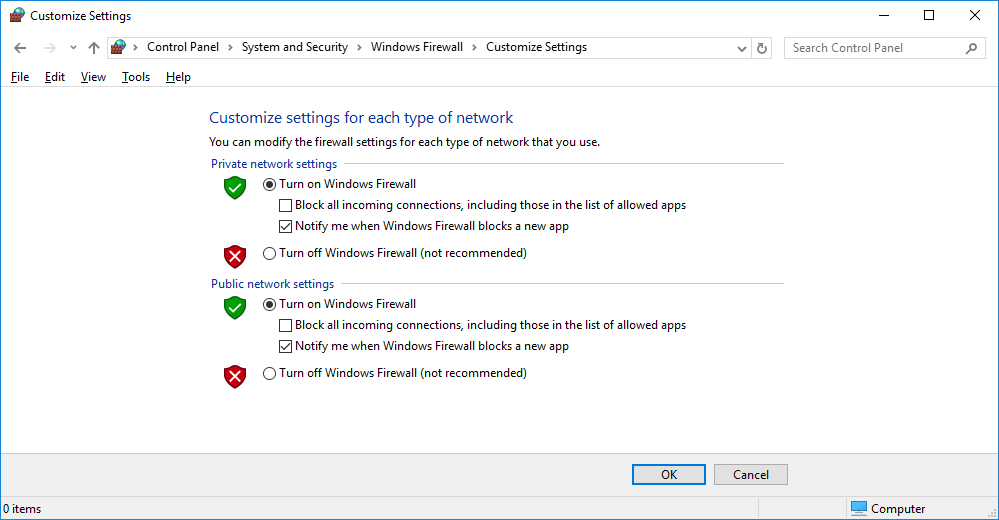 Customize Settings
Control Panel > System and Security > Windows Firewall > Customize Settings
Search Control Panel
File Edit View Tools Help
Customize settings for each type of network
You can modify the firewall settings for each type of network that you use.
Private network settings
Turn on Windows Firewall
Block all incoming connections, including those in the list of allowed apps
Notify me when Windows Firewall blocks a new app
Turn off Windows Firewall (not recommended)
Public network settings
Turn on Windows Firewall
Block all incoming connections, including those in the list of allowed apps
Notify me when Windows Firewall blocks a new app
Turn off Windows Firewall (not recommended)
OK Cancel
0 items
Computer